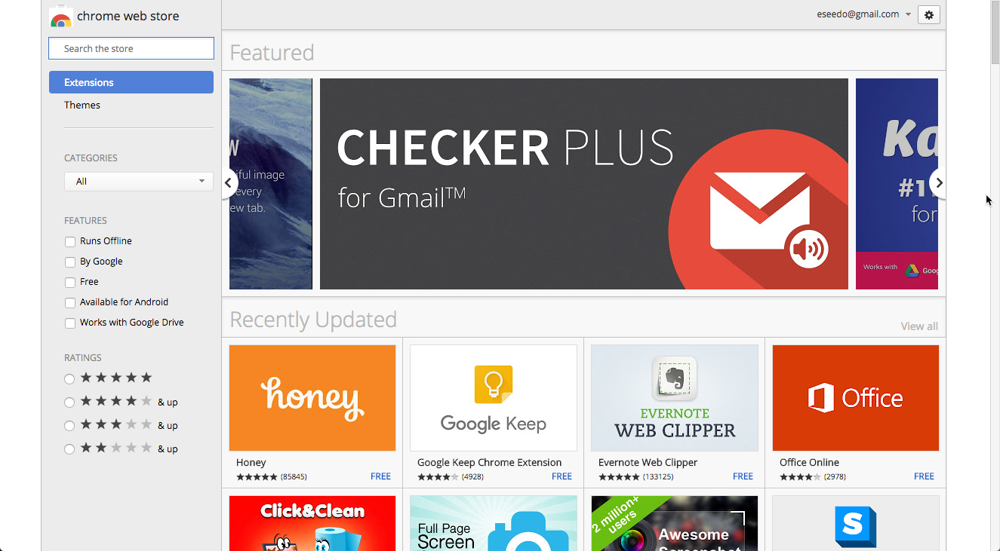 chrome web store
eseedo@gmail.com
Search the store
Extensions
Themes
CATEGORIES
All
FEATURES
Runs Offline
By Google
Free
Available for Android
Works with Google Drive
RATINGS
& up
& up
& up
Featured
iful image
every
ew tab.
CHECKER PLUS
for Gmail™
Ka
#1
for
Works with
Goog
Recently Updated
View all
honey
Honey
(85845)
FREE
Google Keep
Google Keep Chrome Extension
(4928)
FREE
EVERNOTE
WEB CLIPPER
Evernote Web Clipper
(133125)
FREE
Office
Office Online
(2978)
FREE
Click&Clean
Full Page
Screen
2 million+
users
Awesome
Screenshot
S